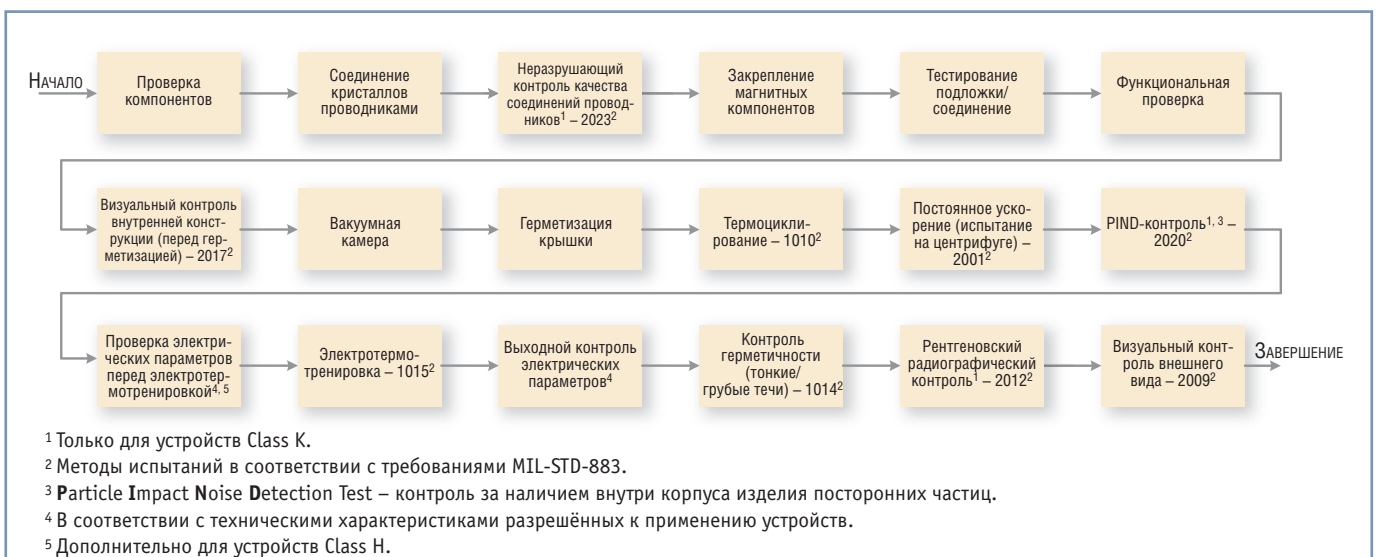 НАЧАЛО
Проверка
компонентов
Соединение
кристаллов
проводниками
Неразрушающий
контроль качества
соединений провод-
ников1 – 20232
Закрепление
магнитных
компонентов
Тестирование
подложки/
соединение
Функциональная
проверка
Визуальный контроль
внутренней конст-
рукции (перед гер-
метизацией) – 20172
Вакуумная
камера
Герметизация
крышки
Термоцикли-
рование – 10102
Постоянное уско-
рение (испытание
на центрифуге) –
20012
PIND-контроль1, 3 –
20202
Проверка электри-
ческих параметров
перед электротер-
мотренировкой4, 5
Электротермо-
тренировка – 10152
Выходной контроль
электрических
параметров4
Контроль
герметичности
(тонкие/
грубые течи) – 10142
Рентгеновский
радиографический
контроль1 – 20122
Визуальный конт-
роль внешнего
вида – 20092
ЗАВЕРШЕНИЕ
1 Только для устройств Class K.
2 Методы испытаний в соответствии с требованиями MIL-STD-883.
3 Particle Impact Noise Detection Test – контроль за наличием внутри корпуса изделия посторонних частиц.
4 В соответствии с техническими характеристиками разрешённых к применению устройств.
5 Дополнительно для устройств Class H.